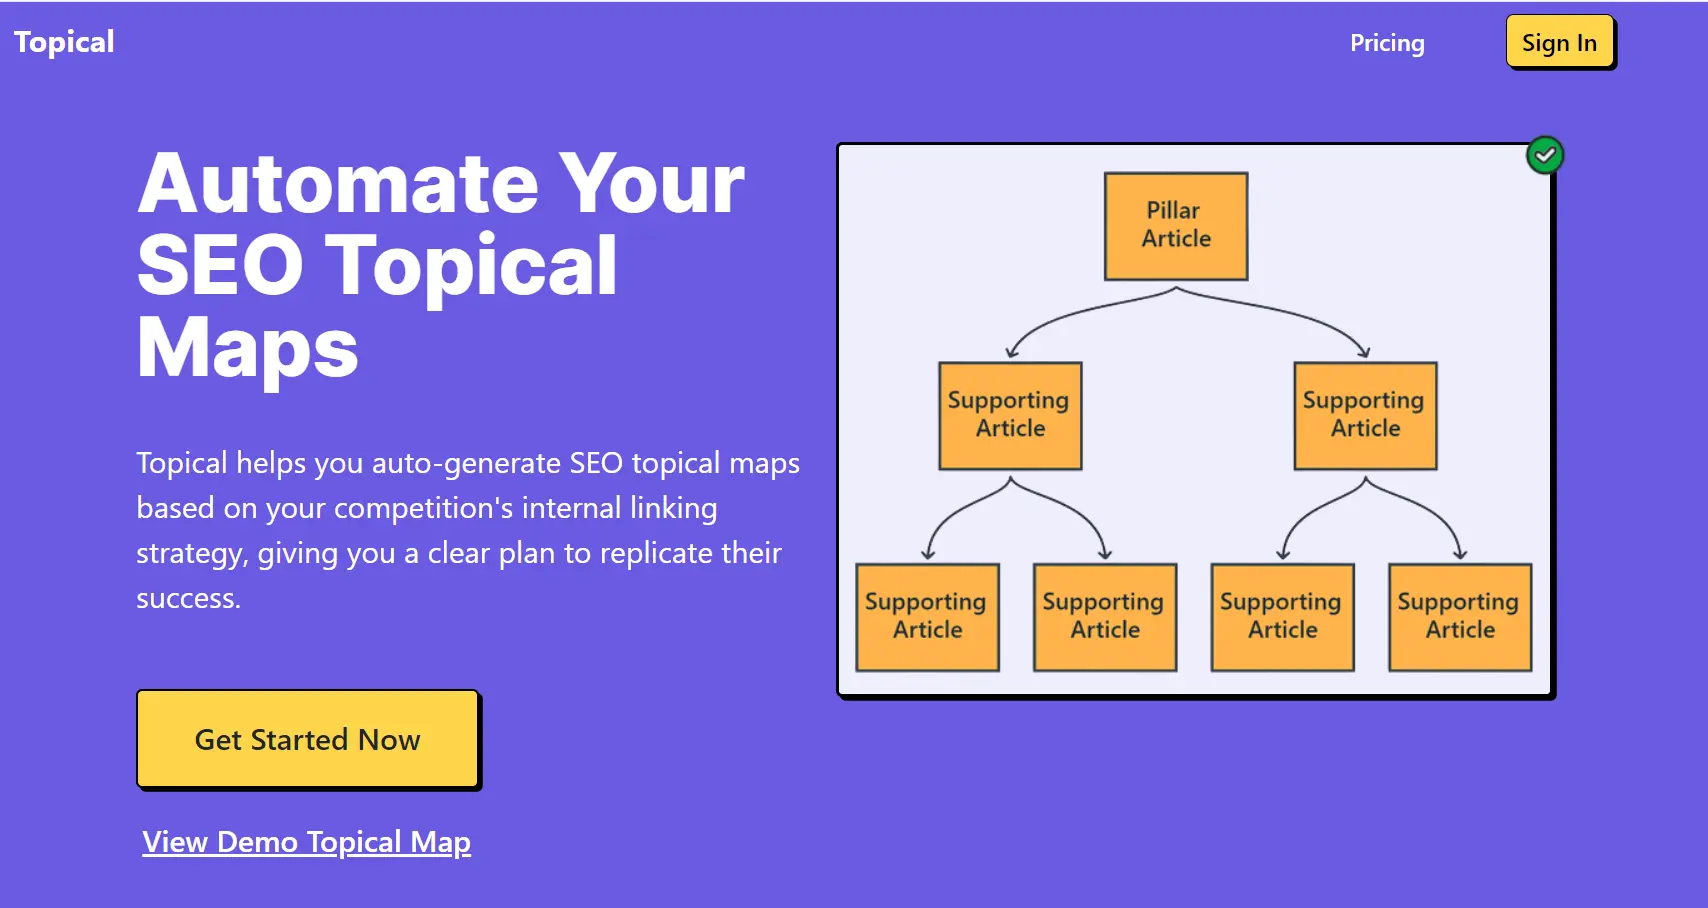 Topical
Pricing
Sign In
Automate Your
SEO Topical
Maps
Topical helps you auto-generate SEO topical maps
based on your competition's internal linking
strategy, giving you a clear plan to replicate their
success.
Get Started Now
View Demo Topical Map
Pillar
Article
Supporting
Article
Supporting
Article
Supporting
Article
Supporting
Article
Supporting
Article
Supporting
Article